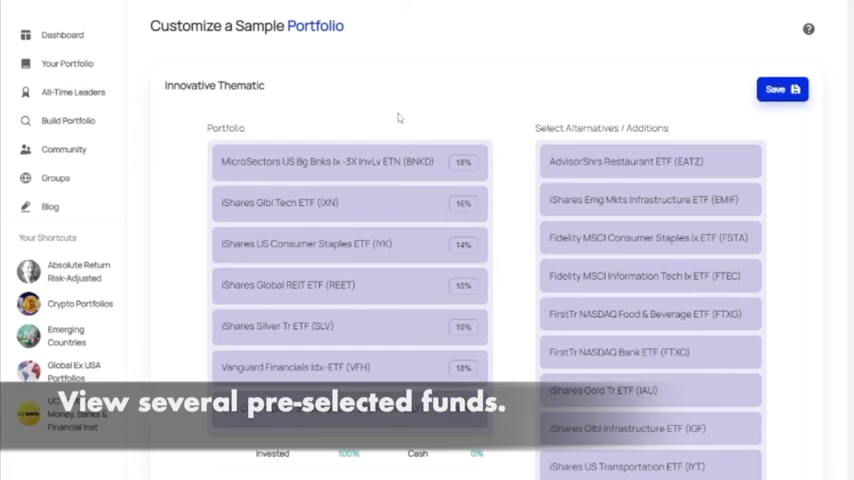 Customize a Sample Portfolio
Dashboard
Your Portfolio
All-Time Leaders
Build Portfolio
Community
Groups
Blog
Your Shortcuts
Absolute Return
Risk-Adjusted
Crypto Portfolios
Emerging
Countries
Global Ex USA
Portfolios
Money, Banks &
Financial Inst
Innovative Thematic
Save
Portfolio
MicroSectors US Bg Bnks Ix -3X InvLv ETN (BNKD) 18%
iShares Glbl Tech ETF (IXN) 16%
iShares US Consumer Staples ETF (IYK) 14%
iShares Global REIT ETF (REET) 10%
iShares Silver Tr ETF (SLV) 10%
Vanguard Financials Idx-ETF (VFH) 18%
Invested 100% Cash 0%
Select Alternatives / Additions
AdvisorShrs Restaurant ETF (EATZ)
iShares Emg Mkts Infrastructure ETF (EMIF)
Fidelity MSCI Consumer Staples Ix ETF (FSTA)
Fidelity MSCI Information Tech Ix ETF (FTEC)
FirstTr NASDAQ Food & Beverage ETF (FTXG)
FirstTr NASDAQ Bank ETF (FTXO)
iShares Gold Tr ETF (IAU)
iShares Glbl Infrastructure ETF (IGF)
iShares US Transportation ETF (IYT)
View several pre-selected funds.